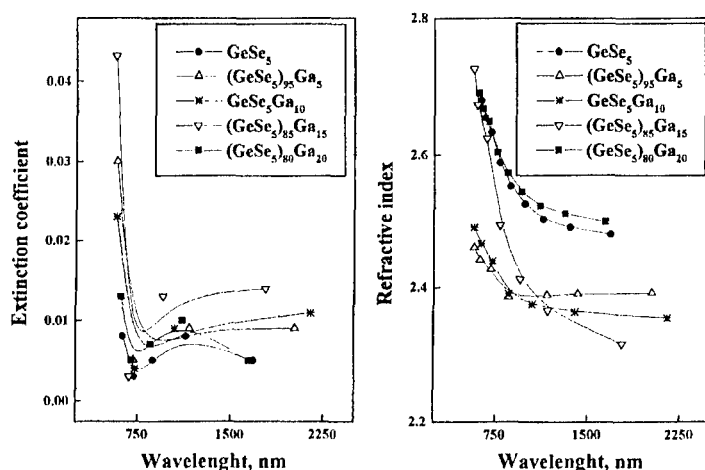 GeSe5
(GeSe5)95Ga5
GeSe5Ga10
(GeSe5)85Ga15
(GeSe5)80Ga20
0.04
0.03
0.02
0.01
0.00
Extinction coefficient
750
1500
2250
Wavelenght, nm
GeSe5
(GeSe5)95Ga5
GeSe5Ga10
(GeSe5)85Ga15
(GeSe5)80Ga20
2.8
2.6
2.4
2.2
Refractive index
750
1500
2250
Wavelenght, nm